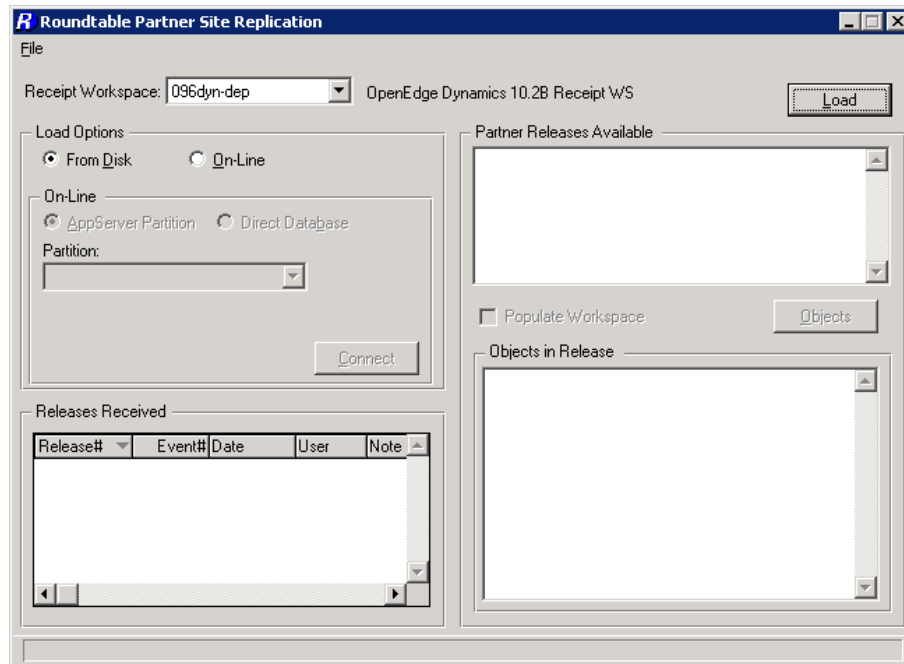 Roundtable Partner Site Replication
File
Receipt Workspace: 096dyn-dep OpenEdge Dynamics 10.2B Receipt WS
Load
Load Options
From Disk On-Line
On-Line
AppServer Partition Direct Database
Partition:
Connect
Releases Received
Release# Event# Date User Note
Partner Releases Available
Populate Workspace Objects
Objects in Release